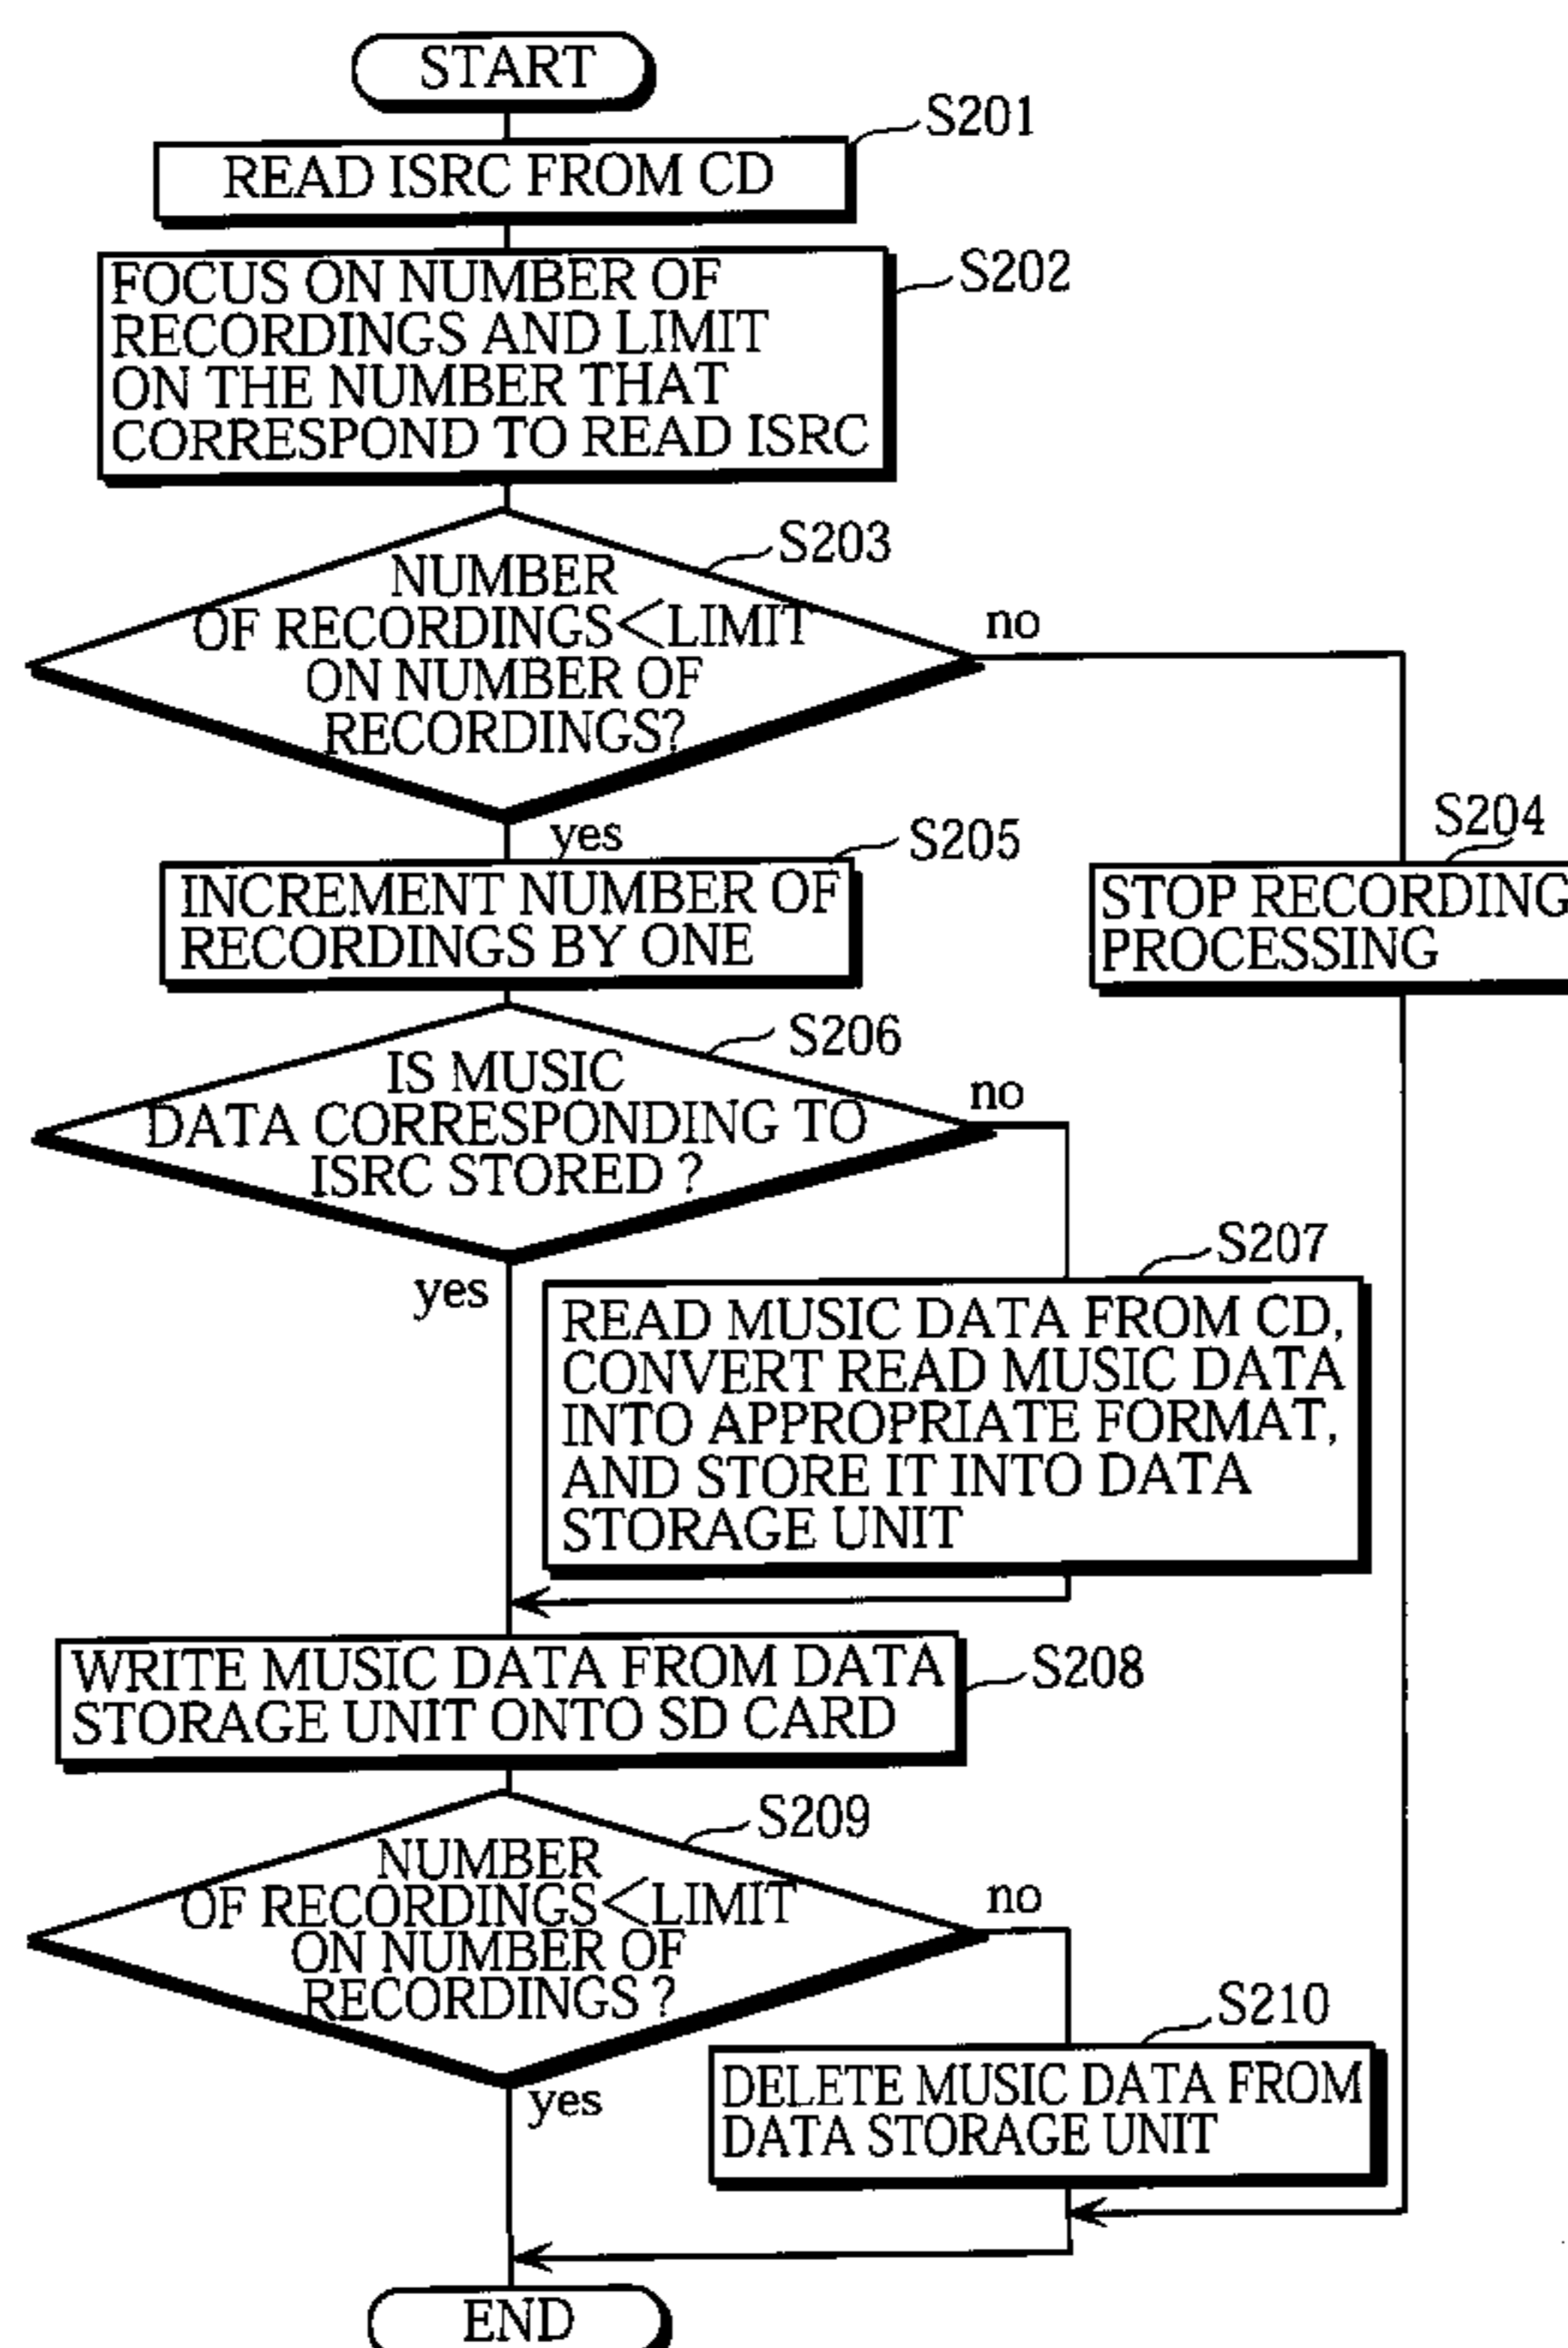 START
S201
READ ISRC FROM CD
S202
FOCUS ON NUMBER OF
RECORDINGS AND LIMIT
ON THE NUMBER THAT
CORRESPOND TO READ ISRC
S203
NUMBER
OF RECORDINGS<LIMIT
ON NUMBER OF
RECORDINGS?
no
yes
S204
STOP RECORDING
PROCESSING
S205
INCREMENT NUMBER OF
RECORDINGS BY ONE
S206
IS MUSIC
DATA CORRESPONDING TO
ISRC STORED ?
no
yes
S207
READ MUSIC DATA FROM CD,
CONVERT READ MUSIC DATA
INTO APPROPRIATE FORMAT,
AND STORE IT INTO DATA
STORAGE UNIT
S208
WRITE MUSIC DATA FROM DATA
STORAGE UNIT ONTO SD CARD
S209
NUMBER
OF RECORDINGS<LIMIT
ON NUMBER OF
RECORDINGS ?
no
yes
S210
DELETE MUSIC DATA FROM
DATA STORAGE UNIT
END